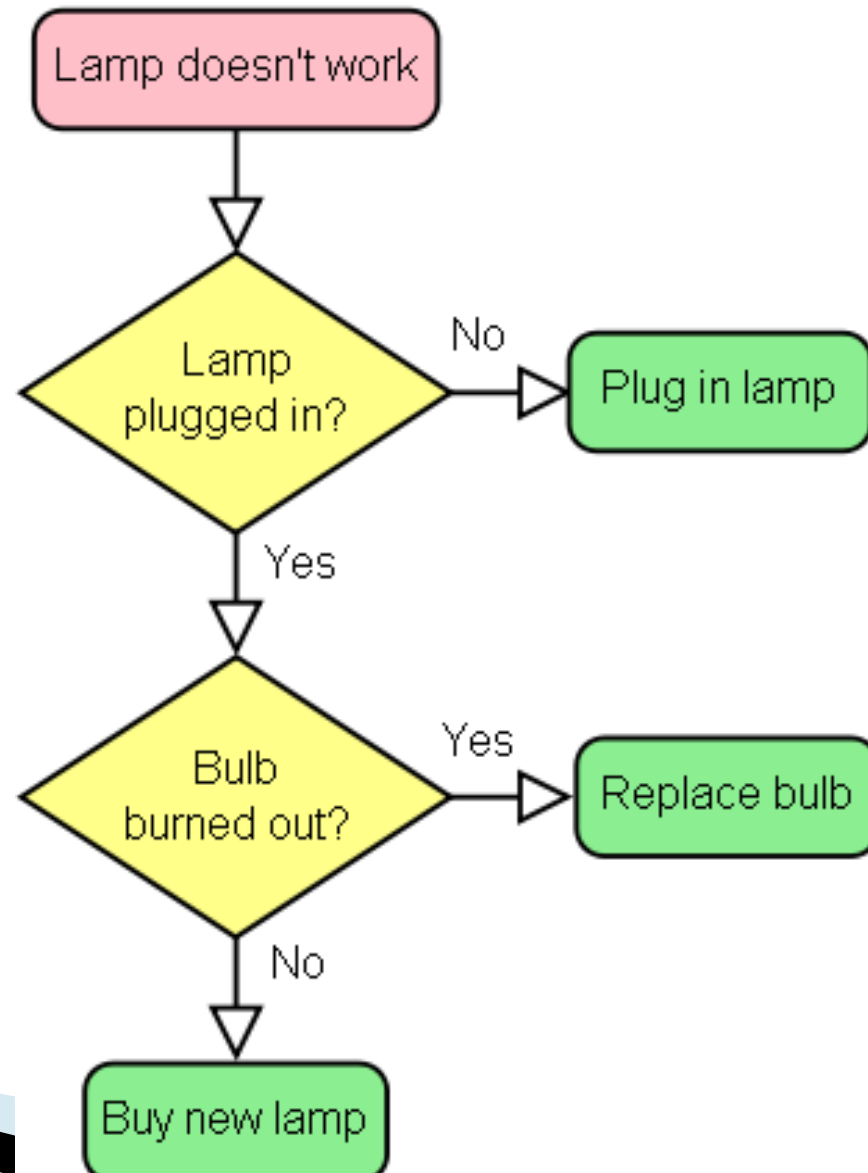 Lamp doesn't work
Lamp
plugged in?
No
Plug in lamp
Yes
Bulb
burned out?
Yes
Replace bulb
No
Buy new lamp